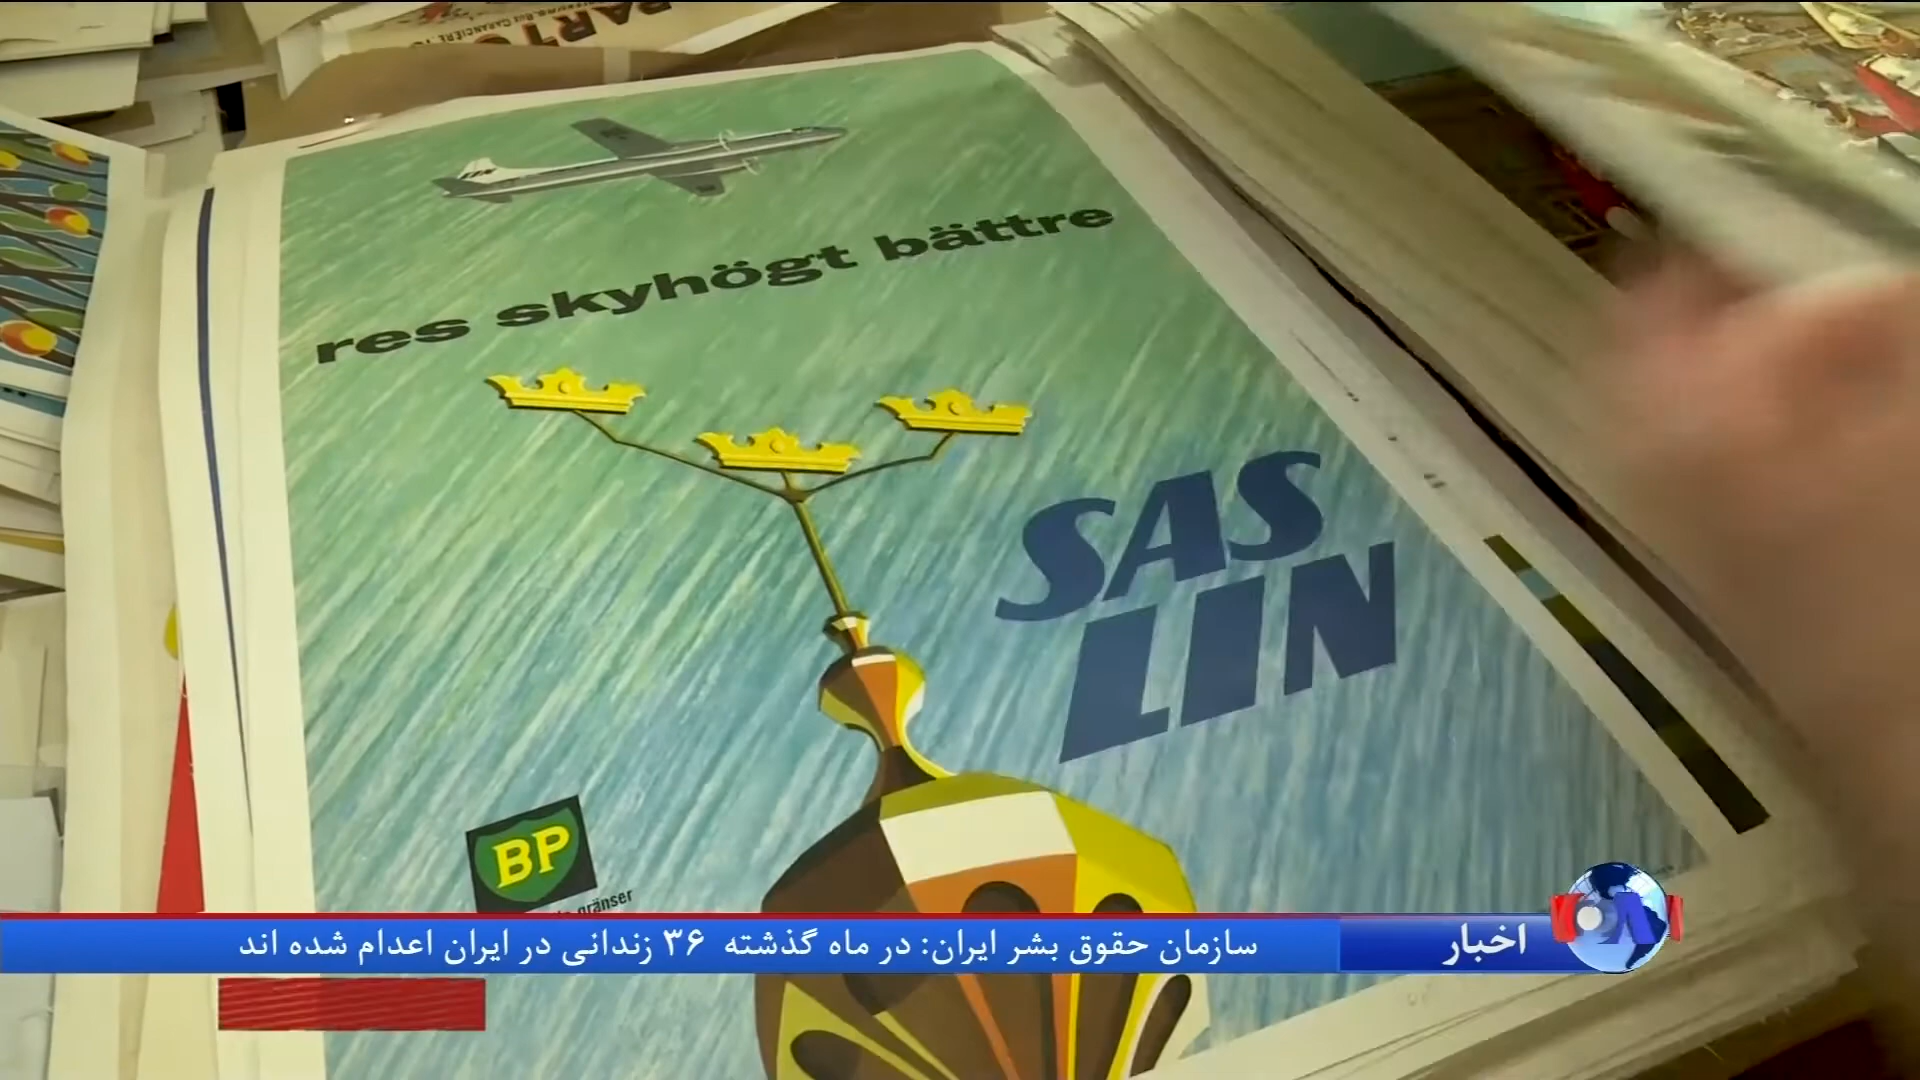 res skyhögt bättre
SAS
LIN
BP
gränser
VOA
اخبار
سازمان حقوق بشر ایران: در ماه گذشته ۳۶ زندانی در ایران اعدام شده اند